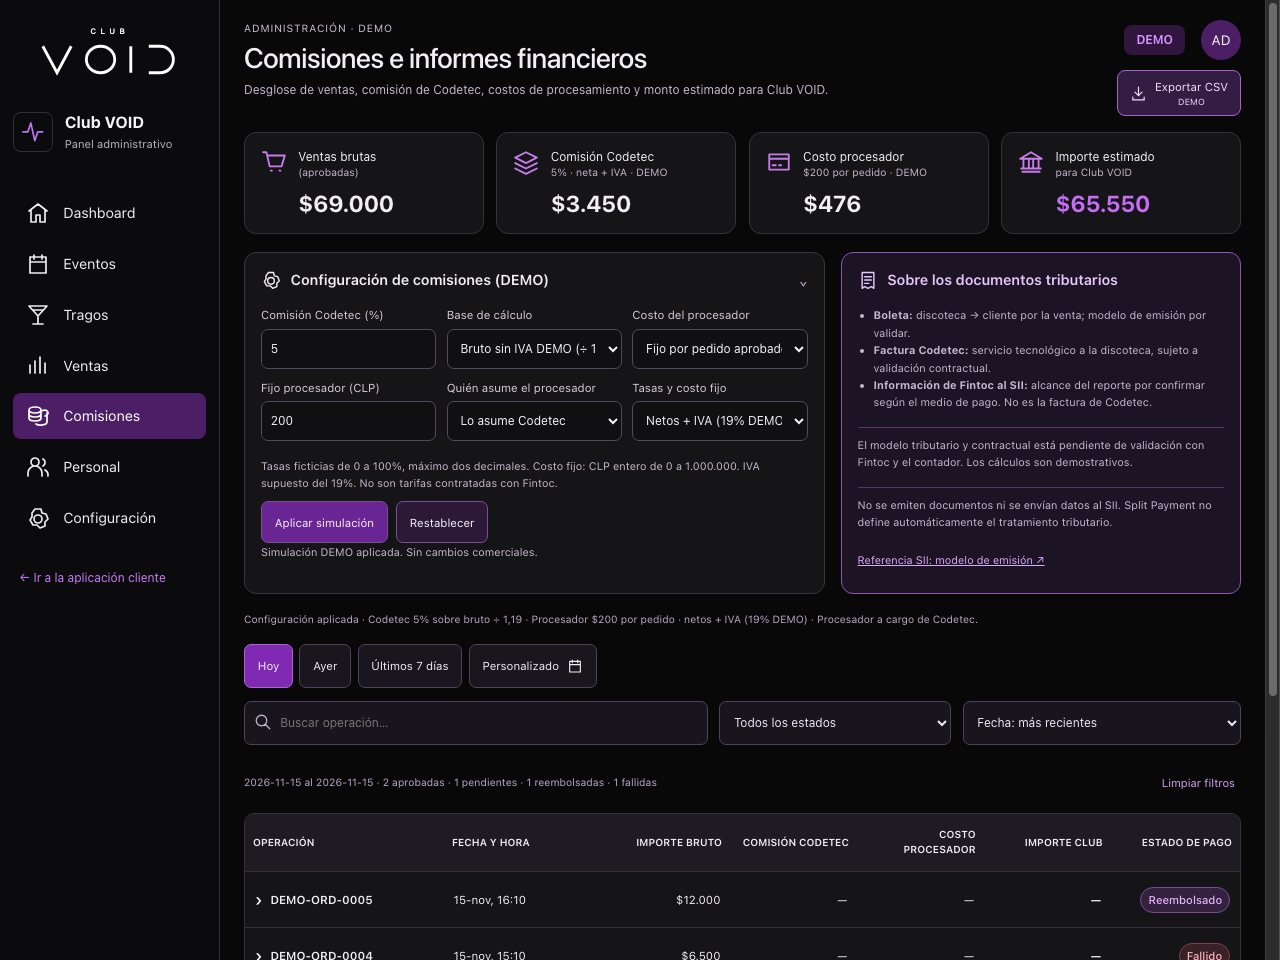 CLUB
VOID
Club VOID
Panel administrativo
Dashboard
Eventos
Tragos
Ventas
Comisiones
Personal
Configuración
← Ir a la aplicación cliente
ADMINISTRACIÓN · DEMO
Comisiones e informes financieros
Desglose de ventas, comisión de Codetec, costos de procesamiento y monto estimado para Club VOID.
DEMO
AD
Exportar CSV
DEMO
Ventas brutas
(aprobadas)
$69.000
Comisión Codetec
5% · neta + IVA · DEMO
$3.450
Costo procesador
$200 por pedido · DEMO
$476
Importe estimado
para Club VOID
$65.550
Configuración de comisiones (DEMO)
Comisión Codetec (%)
Base de cálculo
Costo del procesador
5
Bruto sin IVA DEMO (÷ 1
Fijo por pedido aprobad
Fijo procesador (CLP)
Quién asume el procesador
Tasas y costo fijo
200
Lo asume Codetec
Netos + IVA (19% DEMO
Tasas ficticias de 0 a 100%, máximo dos decimales. Costo fijo: CLP entero de 0 a 1.000.000. IVA
supuesto del 19%. No son tarifas contratadas con Fintoc.
Aplicar simulación
Restablecer
Simulación DEMO aplicada. Sin cambios comerciales.
Sobre los documentos tributarios
• Boleta: discoteca → cliente por la venta; modelo de emisión por
validar.
• Factura Codetec: servicio tecnológico a la discoteca, sujeto a
validación contractual.
• Información de Fintoc al SII: alcance del reporte por confirmar
según el medio de pago. No es la factura de Codetec.
El modelo tributario y contractual está pendiente de validación con
Fintoc y el contador. Los cálculos son demostrativos.
No se emiten documentos ni se envían datos al SII. Split Payment no
define automáticamente el tratamiento tributario.
Referencia SII: modelo de emisión ↗
Configuración aplicada · Codetec 5% sobre bruto ÷ 1,19 · Procesador $200 por pedido · netos + IVA (19% DEMO) · Procesador a cargo de Codetec.
Hoy
Ayer
Últimos 7 días
Personalizado
Buscar operación...
Todos los estados
Fecha: más recientes
2026-11-15 al 2026-11-15 · 2 aprobadas · 1 pendientes · 1 reembolsadas · 1 fallidas
Limpiar filtros
OPERACIÓN
FECHA Y HORA
IMPORTE BRUTO
COMISIÓN CODETEC
COSTO
PROCESADOR
IMPORTE CLUB
ESTADO DE PAGO
› DEMO-ORD-0005
15-nov, 16:10
$12.000
—
—
—
Reembolsado
› DEMO-ORD-0004
15-nov, 15:10
$6.500
—
—
—
Fallido